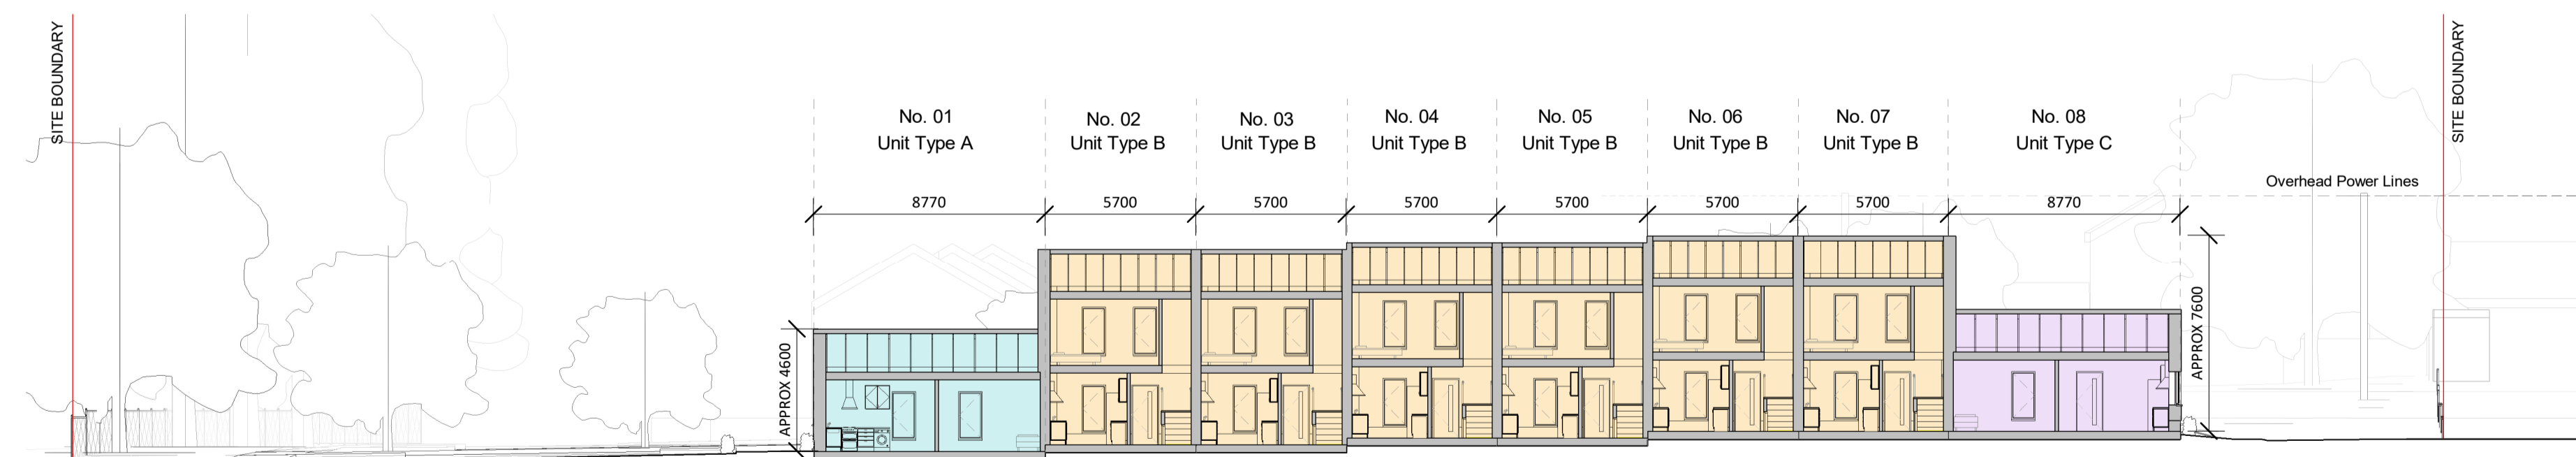 SITE BOUNDARY
No. 01
Unit Type A
No. 02
Unit Type B
No. 03
Unit Type B
No. 04
Unit Type B
No. 05
Unit Type B
No. 06
Unit Type B
No. 07
Unit Type B
No. 08
Unit Type C
SITE BOUNDARY
Overhead Power Lines
8770
5700
5700
5700
5700
5700
5700
8770
APPROX 4600
APPROX 7600